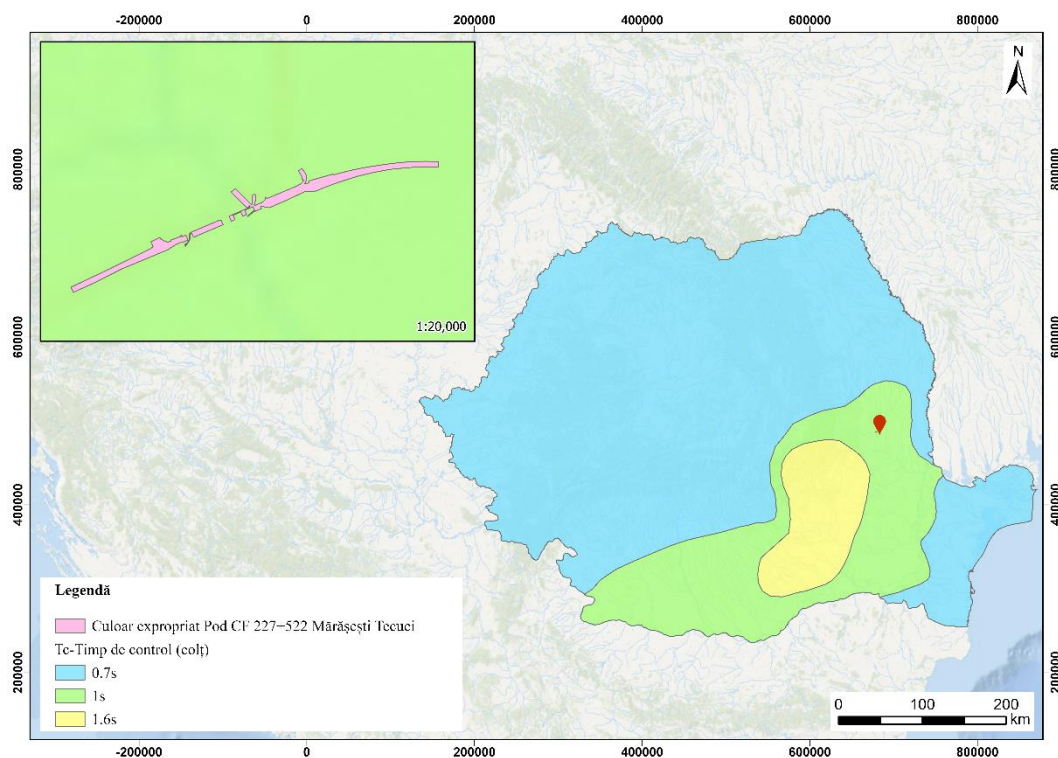 -200000 0 200000 400000 600000 800000
N
800000 800000
600000 600000
400000 400000
200000 200000
1:20,000
Legendă
Culoar expropriat Pod CF 227-522 Mărășești Tecuci
Tc-Timp de control (colț)
0.7s
1s
1.6s
0 100 200
km
-200000 0 200000 400000 600000 800000